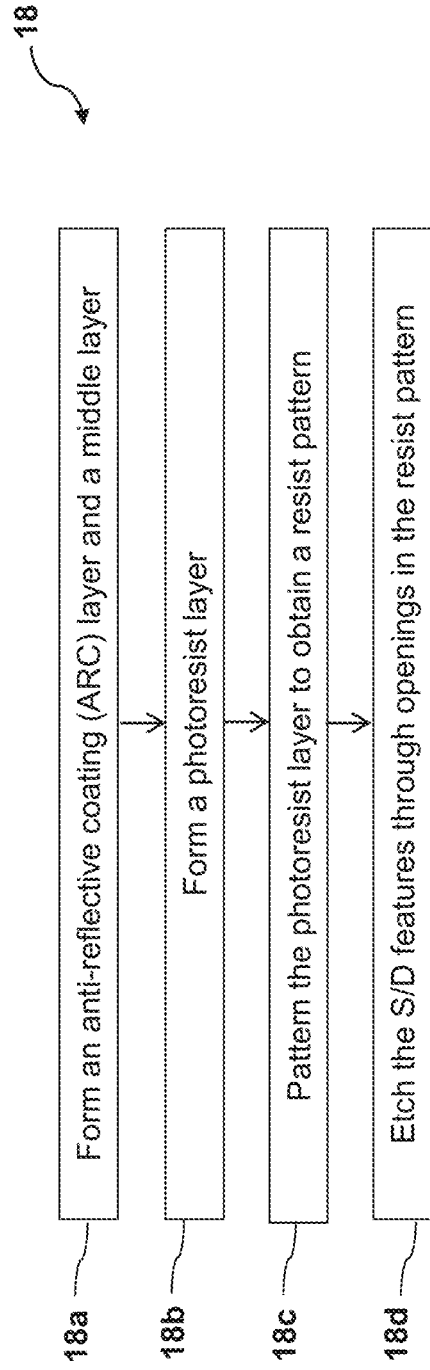 18
18a
Form an anti-reflective coating (ARC) layer and a middle layer
18b
Form a photoresist layer
18c
Pattern the photoresist layer to obtain a resist pattern
18d
Etch the S/D features through openings in the resist pattern